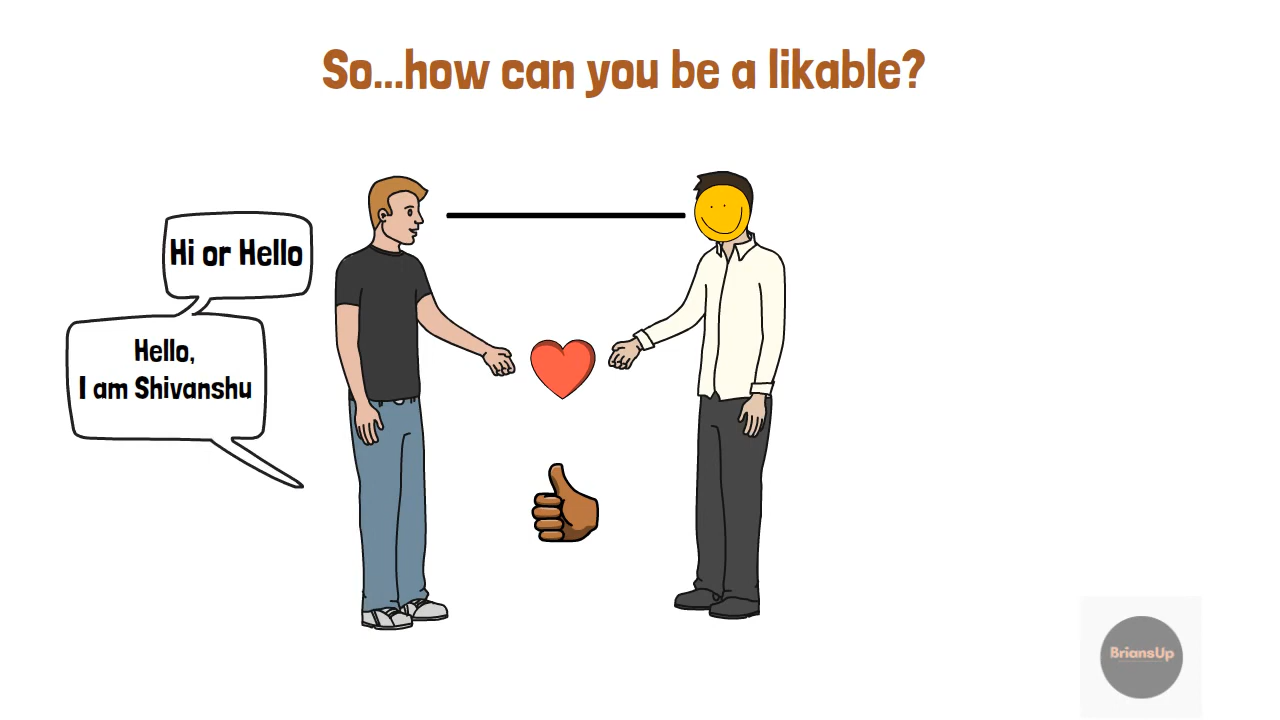 So...how can you be a likable?
Hi or Hello
Hello,
I am Shivanshu
BriansUp